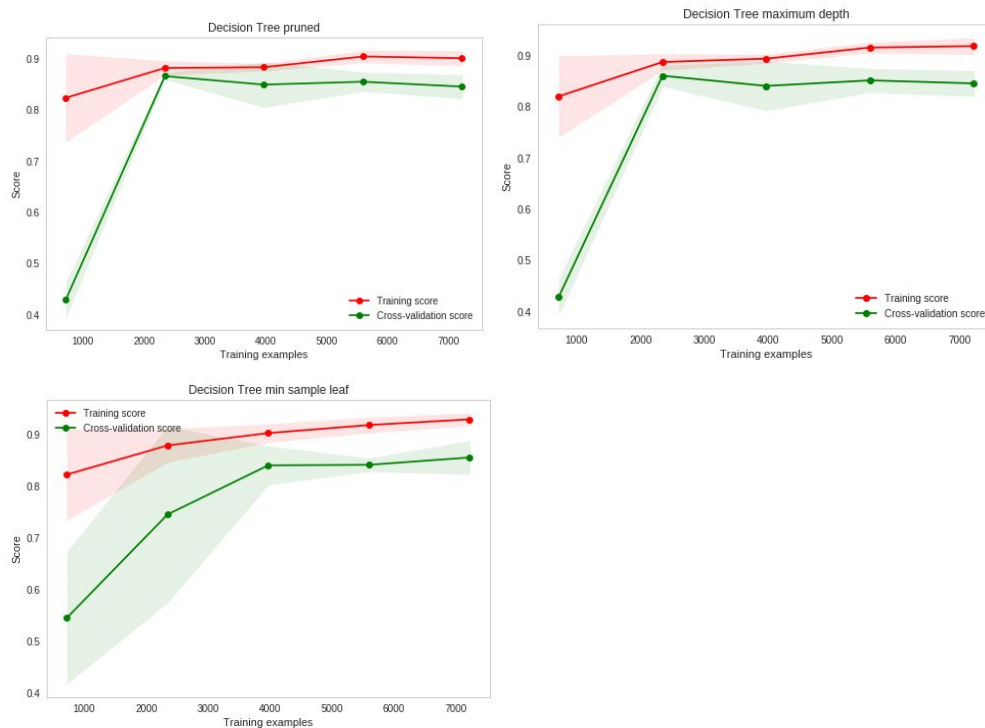 Decision Tree pruned
Score
0.9
0.8
0.7
0.6
0.5
0.4
Training score
Cross-validation score
1000 2000 3000 4000 5000 6000 7000
Training examples
Decision Tree maximum depth
Score
0.9
0.8
0.7
0.6
0.5
0.4
Training score
Cross-validation score
1000 2000 3000 4000 5000 6000 7000
Training examples
Decision Tree min sample leaf
Training score
Cross-validation score
Score
0.9
0.8
0.7
0.6
0.5
0.4
1000 2000 3000 4000 5000 6000 7000
Training examples